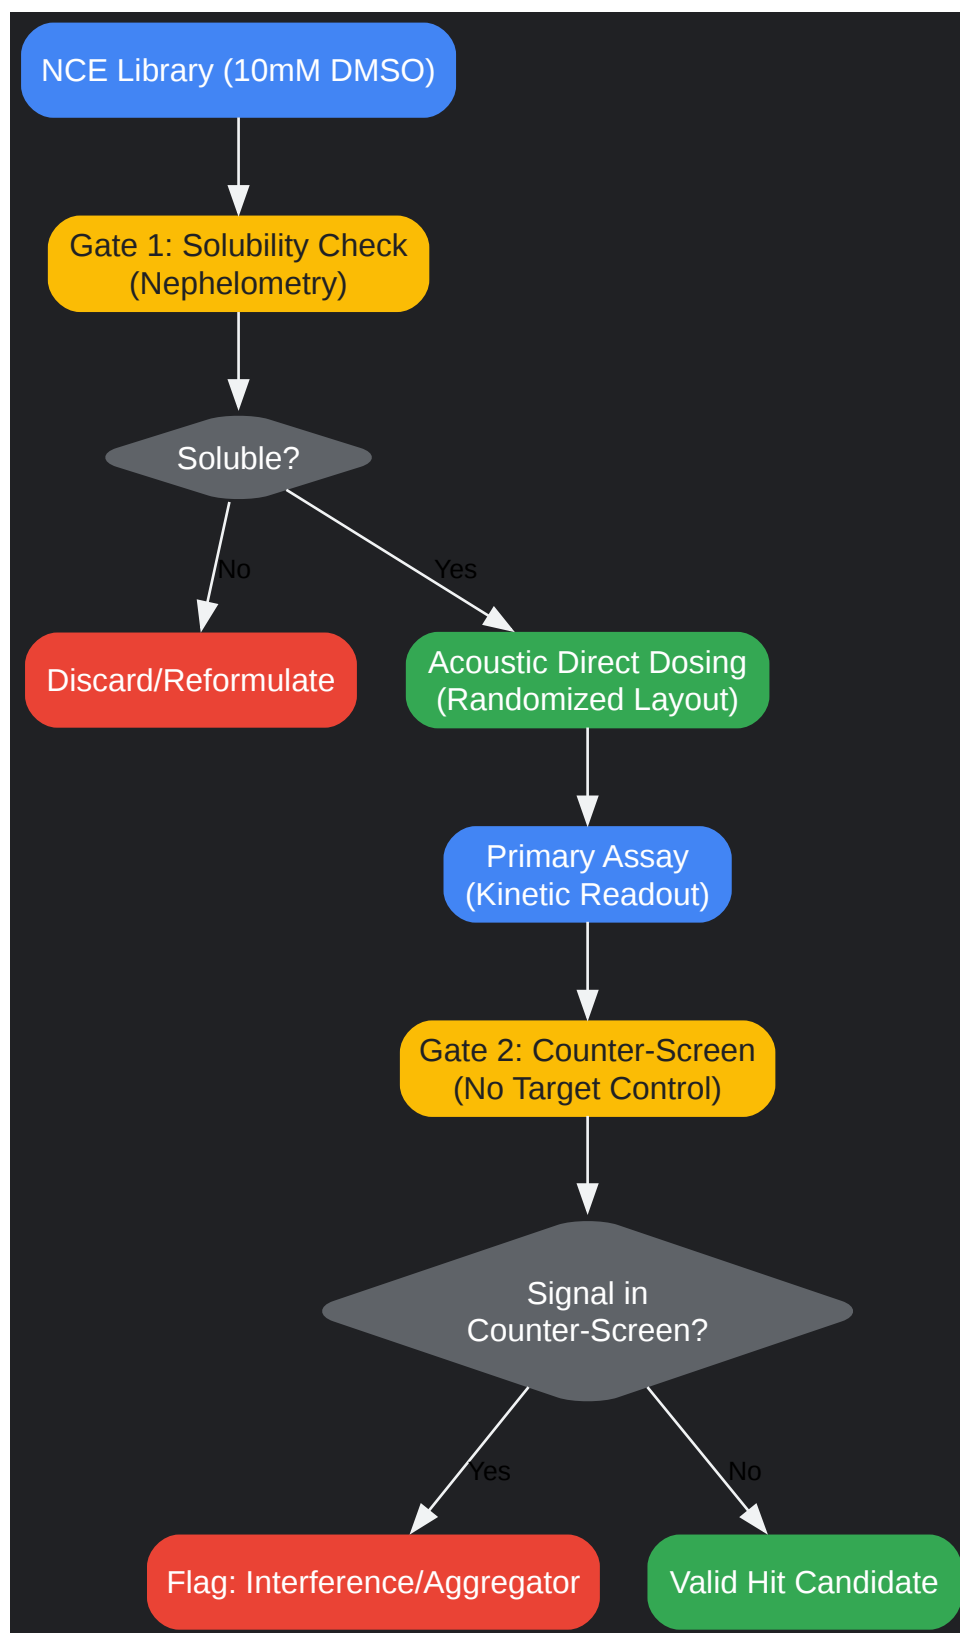 NCE Library (10mM DMSO)
Gate 1: Solubility Check
(Nephelometry)
Soluble?
No
Yes
Discard/Reformulate
Acoustic Direct Dosing
(Randomized Layout)
Primary Assay
(Kinetic Readout)
Gate 2: Counter-Screen
(No Target Control)
Signal in
Counter-Screen?
Yes
No
Flag: Interference/Aggregator
Valid Hit Candidate